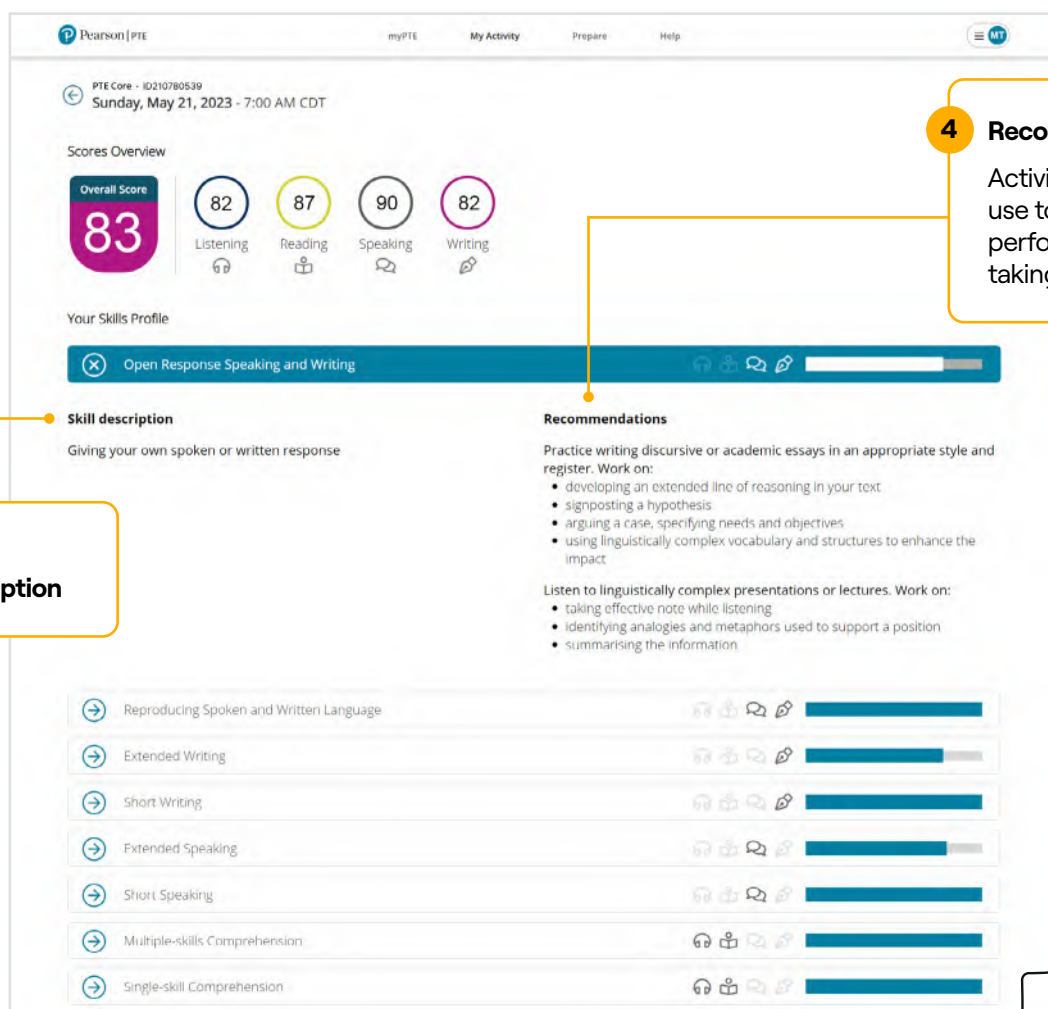 Pearson | PTE
myPTE
My Activity
Prepare
Help
MT
PTE Core - ID210780539
Sunday, May 21, 2023 - 7:00 AM CDT
Scores Overview
Overall Score
83
82
Listening
87
Reading
90
Speaking
82
Writing
4
Reco
Activi
use to
perfo
taking
Your Skills Profile
Open Response Speaking and Writing
Skill description
Giving your own spoken or written response
ption
Recommendations
Practice writing discursive or academic essays in an appropriate style and
register. Work on:
• developing an extended line of reasoning in your text
• signposting a hypothesis
• arguing a case, specifying needs and objectives
• using linguistically complex vocabulary and structures to enhance the
impact
Listen to linguistically complex presentations or lectures. Work on:
• taking effective note while listening
• identifying analogies and metaphors used to support a position
• summarising the information
Reproducing Spoken and Written Language
Extended Writing
Short Writing
Extended Speaking
Short Speaking
Multiple-skills Comprehension
Single-skill Comprehension